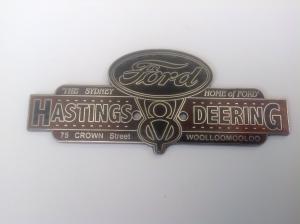 Ford
"THE SYDNEY HOME of FORD"
HASTINGS V8 DEERING
75 CROWN Street WOOLLOOMOOLOO